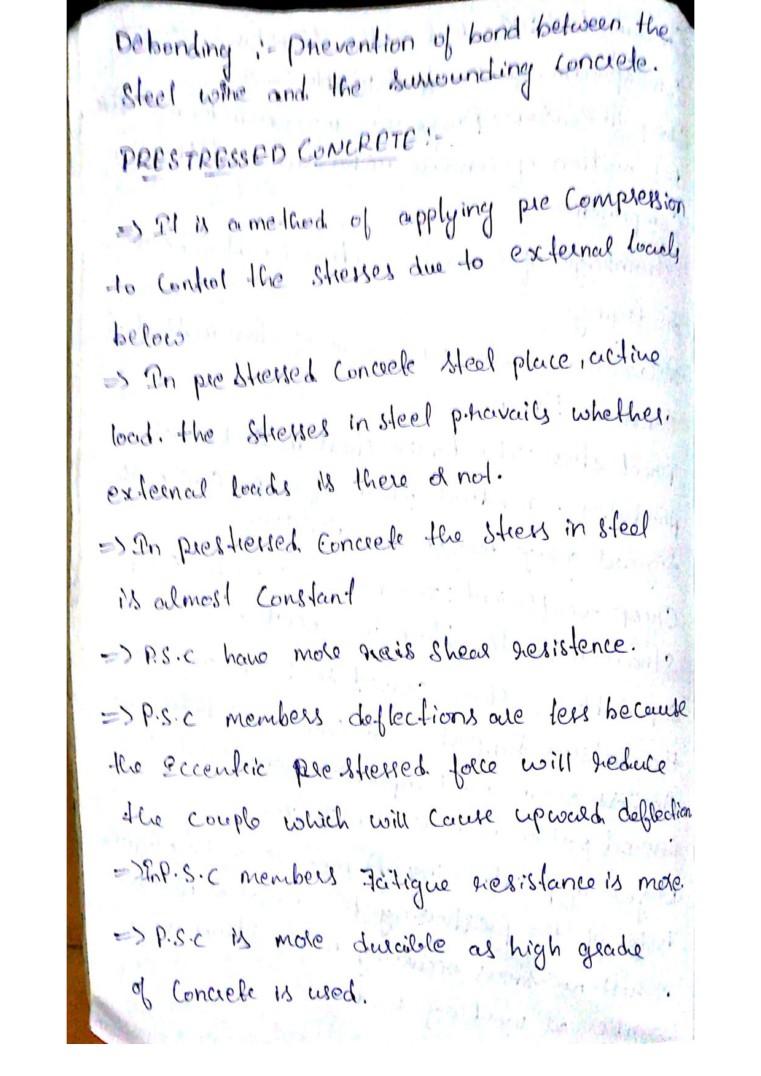 Debonding :- prevention of bond between the
steel wire and the surrounding concrete.
PRESTRESSED CONCRETE :-
=> It is a method of applying pre compression
to control the stresses due to external loads
below
=> In pre stressed concrete steel place, active
load. the stresses in steel prevails whether
external loads is there or not.
=> In prestressed concrete the stress in steel
is almost constant
=> P.S.C have more shear resistence.
=> P.S.C members deflections are less because
the eccentric pre stressed force will reduce
the couple which will cause upward deflection
=> in P.S.C members Fatigue resistance is more.
=> P.S.C is more durable as high grade
of concrete is used.